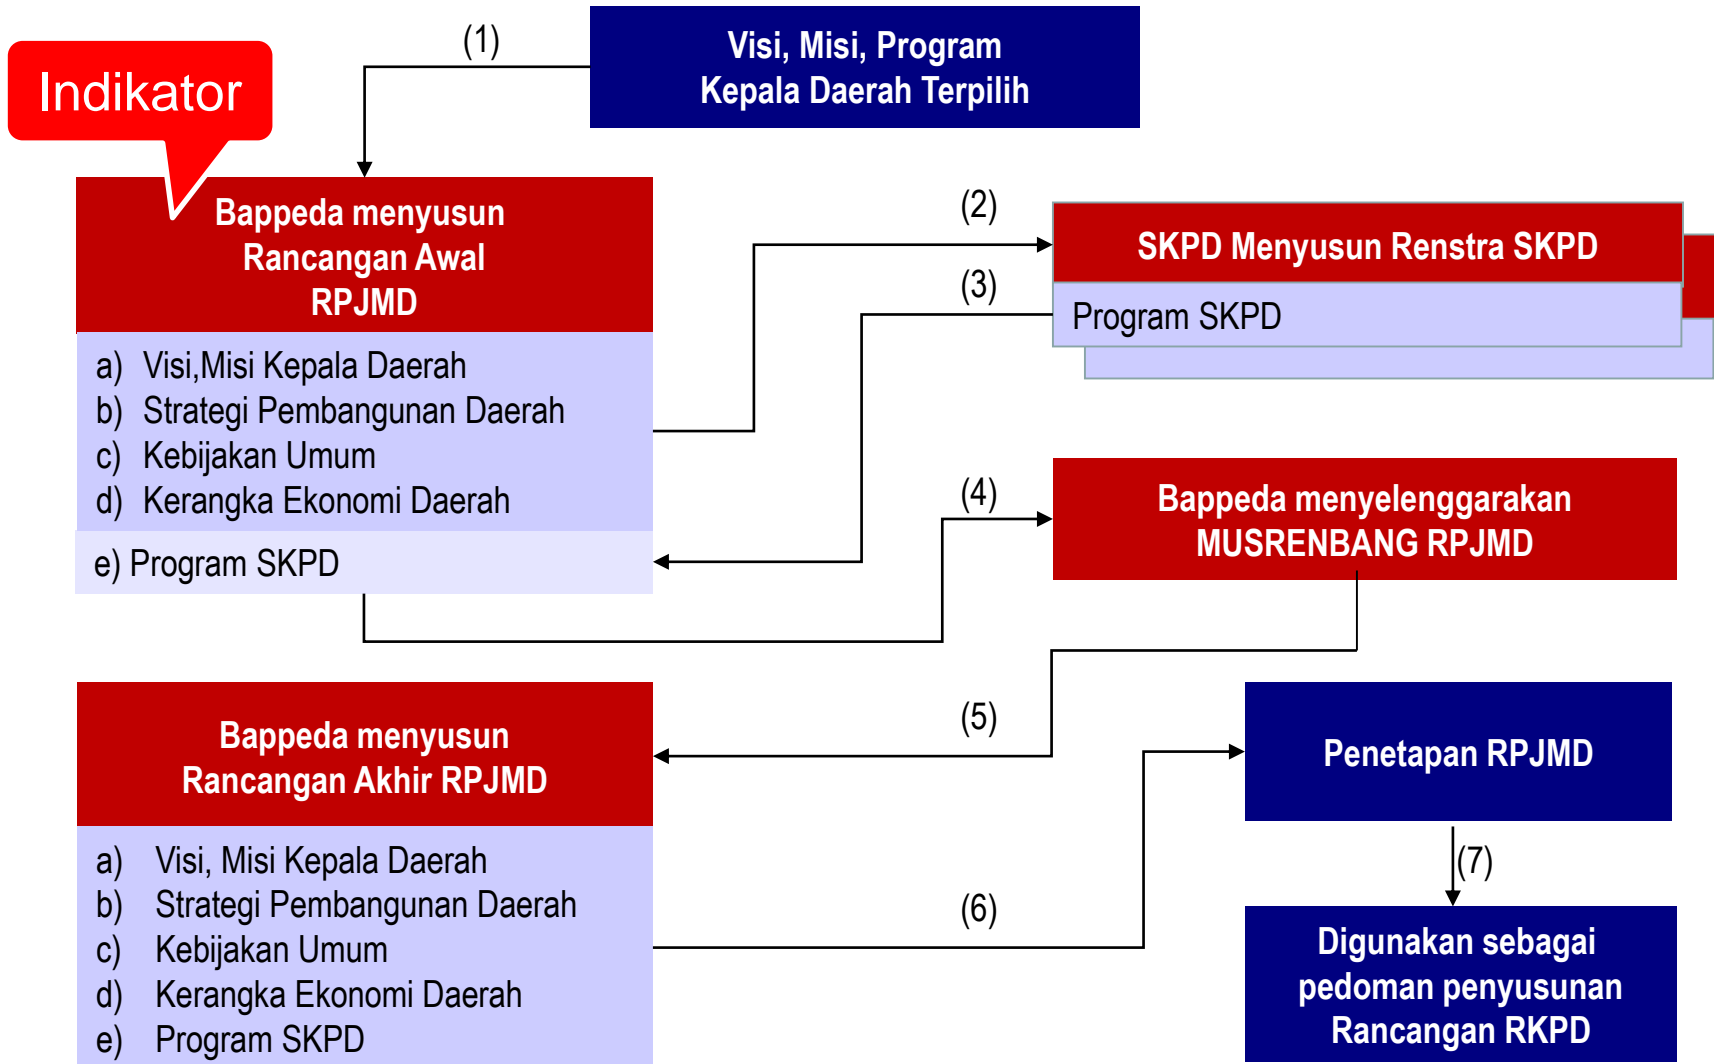 (1)
Visi, Misi, Program
Kepala Daerah Terpilih
Indikator
Bappeda menyusun
Rancangan Awal
RPJMD
a) Visi,Misi Kepala Daerah
b) Strategi Pembangunan Daerah
c) Kebijakan Umum
d) Kerangka Ekonomi Daerah
e) Program SKPD
(2)
SKPD Menyusun Renstra SKPD
(3)
Program SKPD
(4)
Bappeda menyelenggarakan
MUSRENBANG RPJMD
(5)
Bappeda menyusun
Rancangan Akhir RPJMD
a) Visi, Misi Kepala Daerah
b) Strategi Pembangunan Daerah
c) Kebijakan Umum
d) Kerangka Ekonomi Daerah
e) Program SKPD
(6)
Penetapan RPJMD
(7)
Digunakan sebagai
pedoman penyusunan
Rancangan RKPD